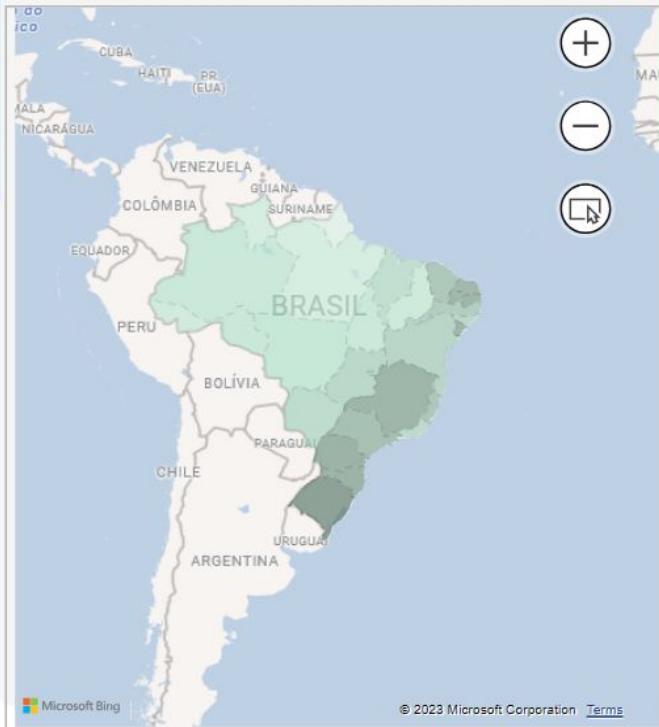 CUBA
HAITI
PR
(EUA)
NICARÁGUA
VENEZUELA
GUIANA
SURINAME
COLÔMBIA
EQUADOR
BRASIL
PERU
BOLÍVIA
PARAGUAI
CHILE
URUGUAI
ARGENTINA
Microsoft Bing
© 2023 Microsoft Corporation Terms